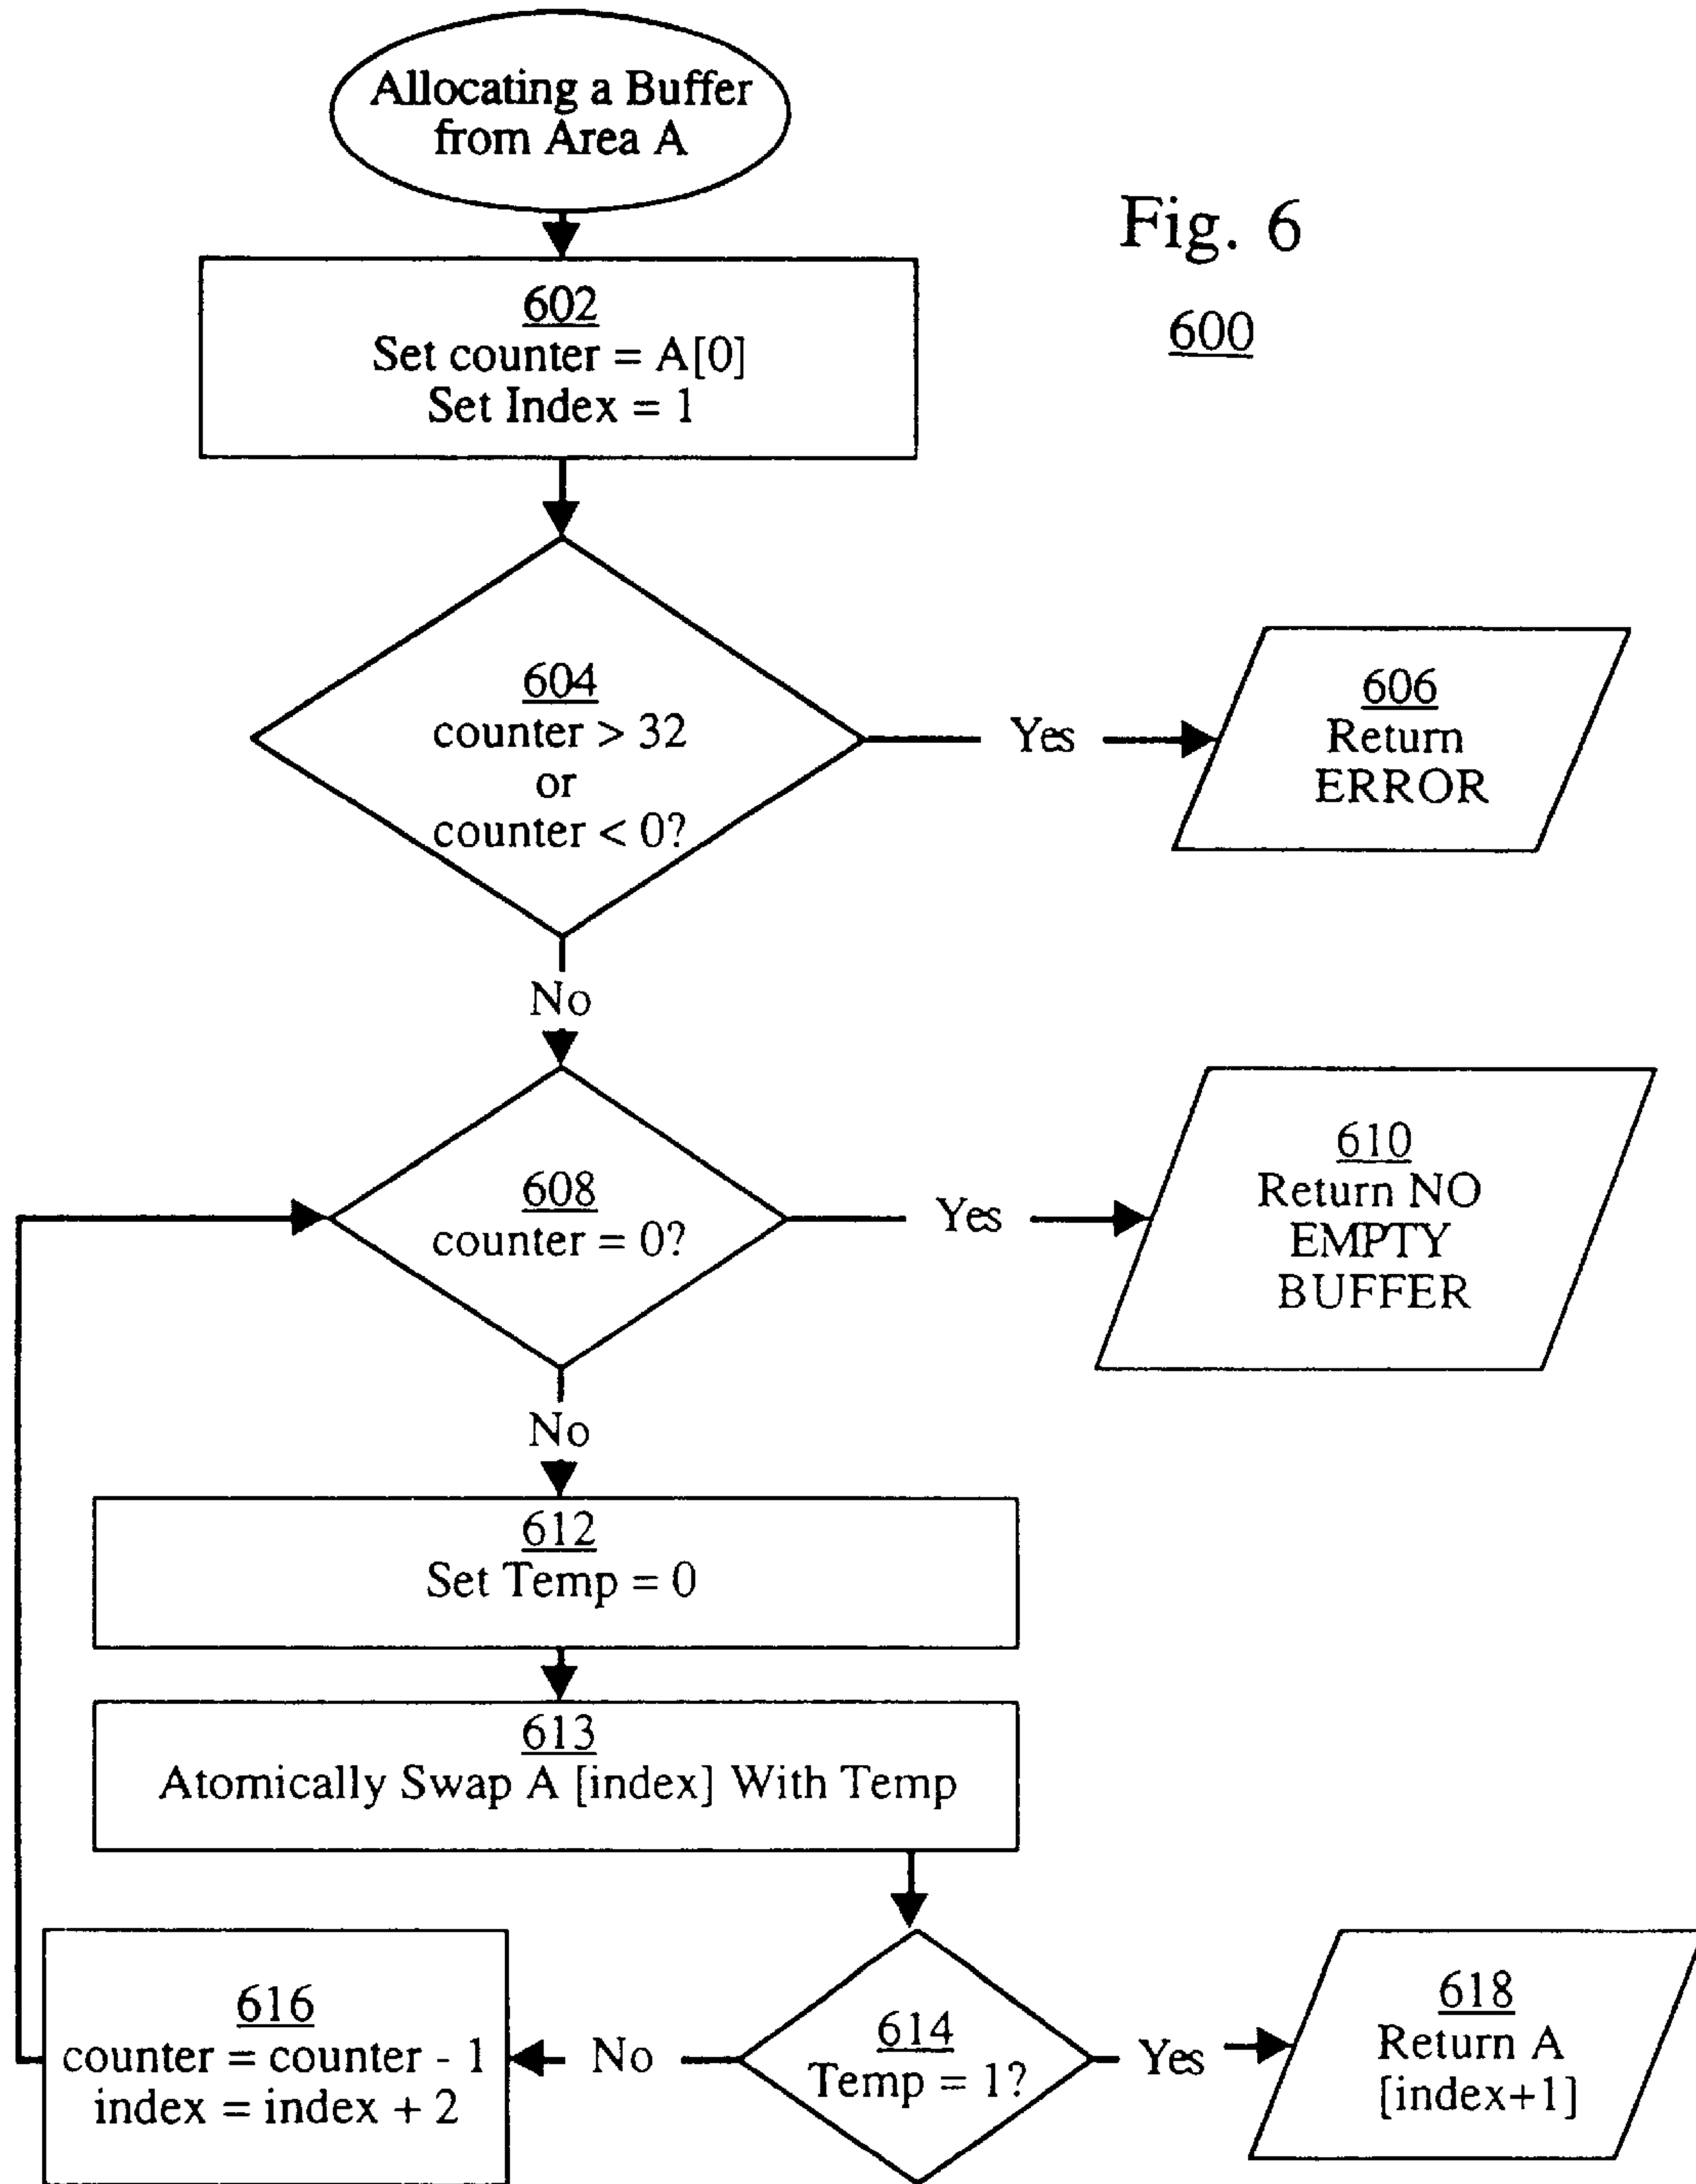 Allocating a Buffer
from Area A
Fig. 6
600
602
Set counter = A[0]
Set Index = 1
604
counter > 32
or
counter < 0?
Yes
606
Return
ERROR
No
608
counter = 0?
Yes
610
Return NO
EMPTY
BUFFER
No
612
Set Temp = 0
613
Atomically Swap A [index] With Temp
614
Temp = 1?
No
616
counter = counter - 1
index = index + 2
Yes
618
Return A
[index+1]